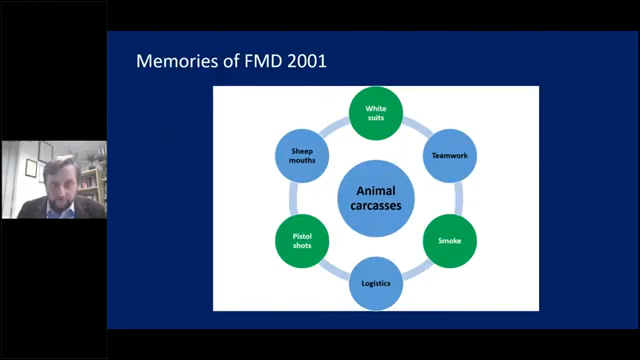 Memories of FMD 2001
White
suits
Teamwork
Smoke
Logistics
Pistol
shots
Sheep
mouths
Animal
carcasses